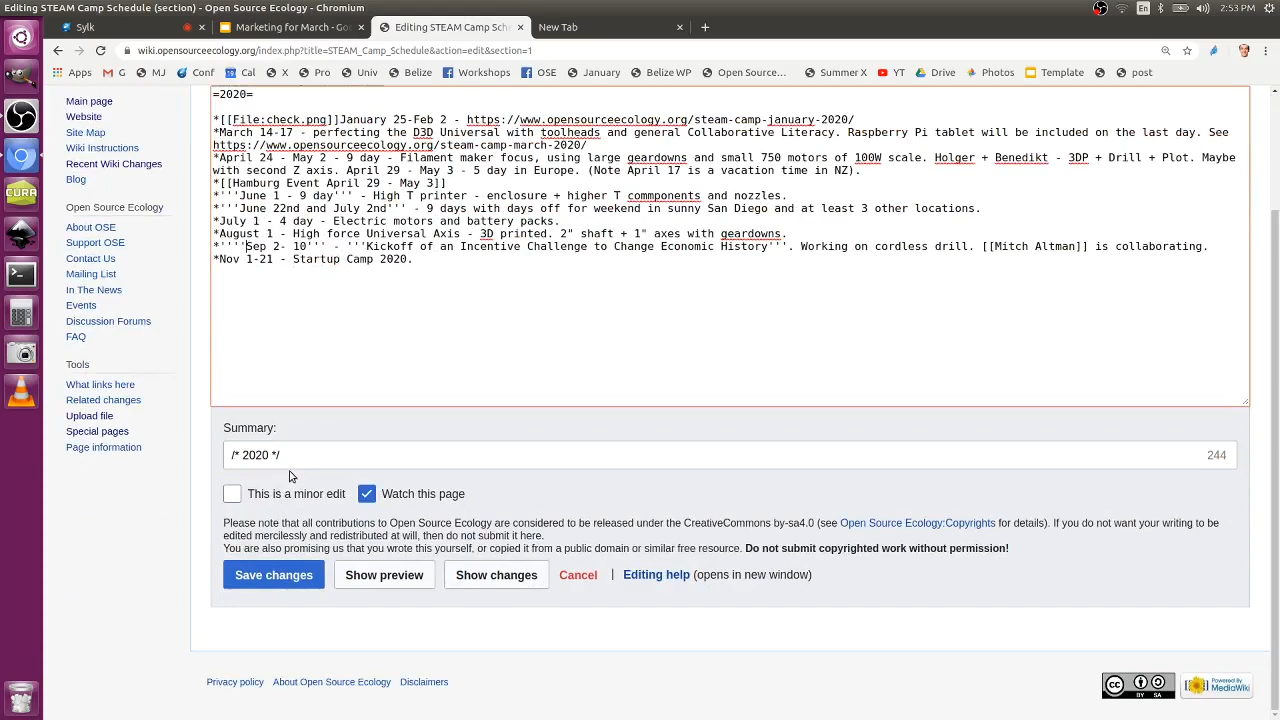 Editing STEAM Camp Schedule (section) - Open Source Ecology - Chromium
En
2:53 PM
Sylk
Marketing for March - Go
Editing STEAM Camp Sch
New Tab
wiki.opensourceecology.org/index.php?title=STEAM_Camp_Schedule&action=edit&section=1
Apps
G
MJ
Conf
Cal
X
Pro
Univ
Belize
Workshops
OSE
January
Belize WP
Open Source…
Summer X
YT
Drive
Photos
Template
post
Main page
Website
Site Map
Wiki Instructions
Recent Wiki Changes
Blog
Open Source Ecology
About OSE
Support OSE
Contact Us
Mailing List
In The News
Events
Discussion Forums
FAQ
Tools
What links here
Related changes
Upload file
Special pages
Page information
=2020=
*[[File:check.png]]January 25-Feb 2 - https://www.opensourceecology.org/steam-camp-january-2020/
*March 14-17 - perfecting the D3D Universal with toolheads and general Collaborative Literacy. Raspberry Pi tablet will be included on the last day. See
https://www.opensourceecology.org/steam-camp-march-2020/
*April 24 - May 2 - 9 day - Filament maker focus, using large geardowns and small 750 motors of 100W scale. Holger + Benedikt - 3DP + Drill + Plot. Maybe
with second Z axis. April 29 - May 3 - 5 day in Europe. (Note April 17 is a vacation time in NZ).
*[[Hamburg Event April 29 - May 3]]
*'''June 1 - 9 day''' - High T printer - enclosure + higher T commponents and nozzles.
*'''June 22nd and July 2nd''' - 9 days with days off for weekend in sunny San Diego and at least 3 other locations.
*July 1 - 4 day - Electric motors and battery packs.
*August 1 - High force Universal Axis - 3D printed. 2" shaft + 1" axes with geardowns.
*''''Sep 2- 10''' - '''Kickoff of an Incentive Challenge to Change Economic History'''. Working on cordless drill. [[Mitch Altman]] is collaborating.
*Nov 1-21 - Startup Camp 2020.
Summary:
/* 2020 */
244
This is a minor edit
Watch this page
Please note that all contributions to Open Source Ecology are considered to be released under the CreativeCommons by-sa4.0 (see Open Source Ecology:Copyrights for details). If you do not want your writing to be
edited mercilessly and redistributed at will, then do not submit it here.
You are also promising us that you wrote this yourself, or copied it from a public domain or similar free resource. Do not submit copyrighted work without permission!
Save changes
Show preview
Show changes
Cancel
|
Editing help (opens in new window)
Privacy policy
About Open Source Ecology
Disclaimers
CC
BY SA
Powered By
MediaWiki
CURA